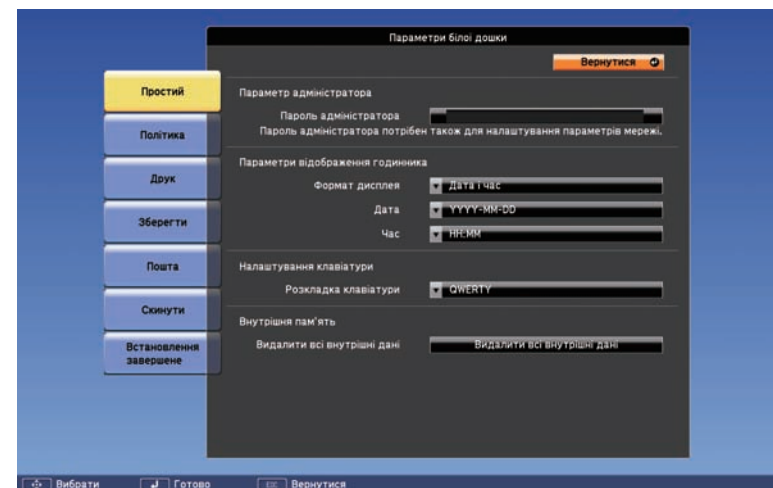 Параметри білої дошки
Вернутися
Простий
Політика
Друк
Зберегти
Пошта
Скинути
Встановлення
завершене
Параметр адміністратора
Пароль адміністратора
Пароль адміністратора потрібен також для налаштування параметрів мережі.
Параметри відображення годинника
Формат дисплея Дата і час
Дата YYYY-MM-DD
Час HH:MM
Налаштування клавіатури
Розкладка клавіатури QWERTY
Внутрішня пам'ять
Видалити всі внутрішні дані Видалити всі внутрішні дані
Вибрати Готово Esc Вернутися